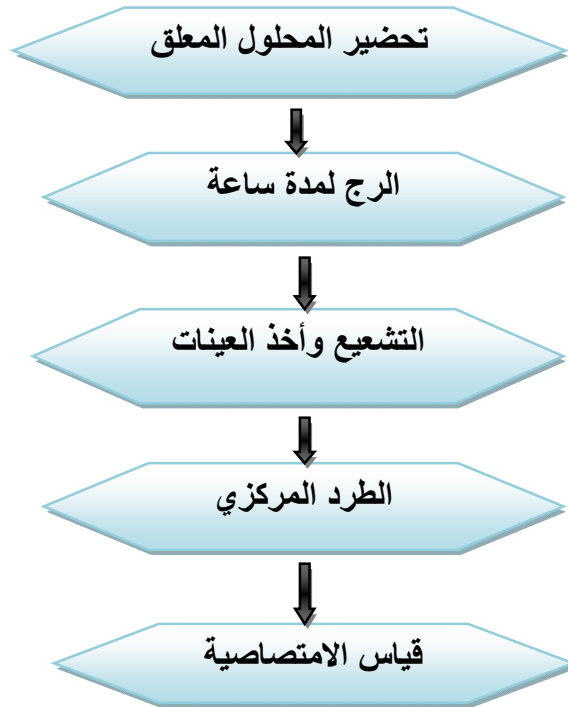 تحضير المحلول المعلق
الرج لمدة ساعة
التشعيع وأخذ العينات
الطرد المركزي
قياس الامتصاصية